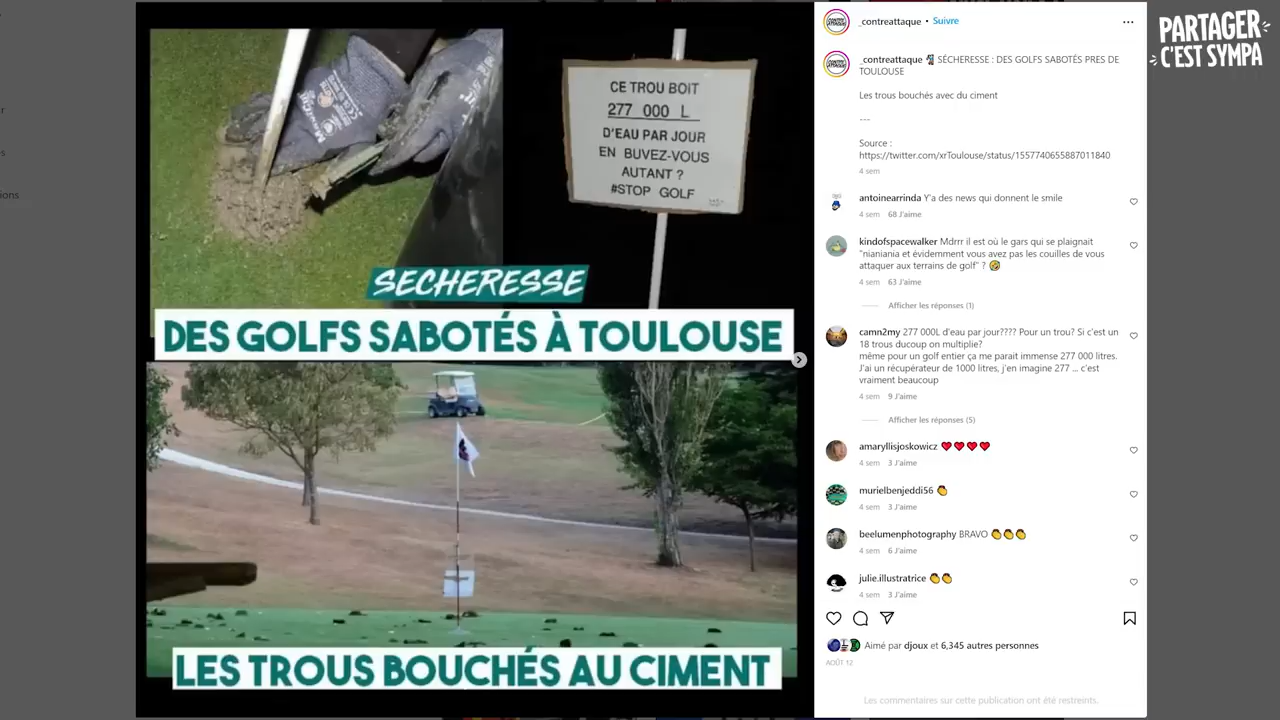 CE TROU BOIT
277 000 L
D'EAU PAR JOUR
EN BUVEZ-VOUS
AUTANT ?
#STOP GOLF
SECHERESSE
DES GOLFS SABOTÉS À TOULOUSE
LES TROUS BOUCHÉS AU CIMENT
_contreattaque • Suivre
_contreattaque SÉCHERESSE : DES GOLFS SABOTÉS PRES DE
TOULOUSE
Les trous bouchés avec du ciment
---
Source :
https://twitter.com/xrToulouse/status/1557740655887011840
4 sem
antoinearrinda Y'a des news qui donnent le smile
4 sem 68 J'aime
kindofspacewalker Mdrrr il est où le gars qui se plaignait
"nianiania et évidemment vous avez pas les couilles de vous
attaquer aux terrains de golf" ? 🤣
4 sem 63 J'aime
Afficher les réponses (1)
camn2my 277 000L d'eau par jour???? Pour un trou? Si c'est un
18 trous ducoup on multiplie?
même pour un golf entier ça me parait immense 277 000 litres.
J'ai un récupérateur de 1000 litres, j'en imagine 277 ... c'est
vraiment beaucoup
4 sem 9 J'aime
Afficher les réponses (5)
amaryllisjoskowicz ❤️❤️❤️❤️
4 sem 3 J'aime
murielbenjeddi56 👏
4 sem 3 J'aime
beelumenphotography BRAVO 👏👏👏
4 sem 6 J'aime
julie.illustratrice 👏👏
4 sem 3 J'aime
Aimé par djoux et 6,345 autres personnes
AOÛT 12
Les commentaires sur cette publication ont été restreints.
PARTAGER
C'EST SYMPA